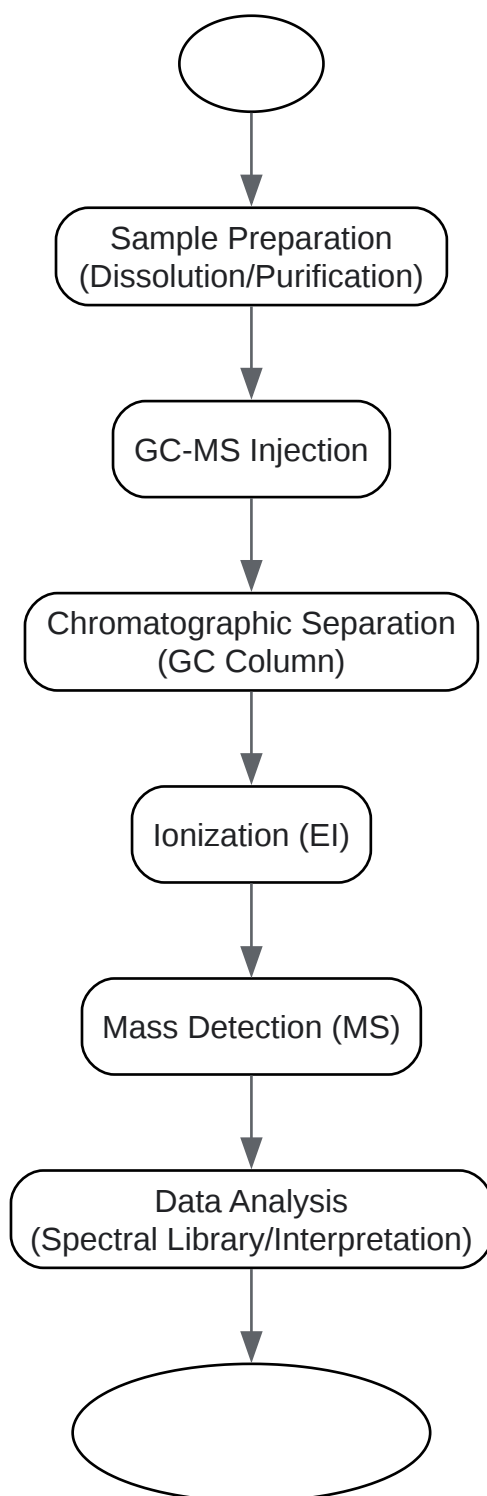 Sample Preparation
(Dissolution/Purification)
GC-MS Injection
Chromatographic Separation
(GC Column)
Ionization (EI)
Mass Detection (MS)
Data Analysis
(Spectral Library/Interpretation)